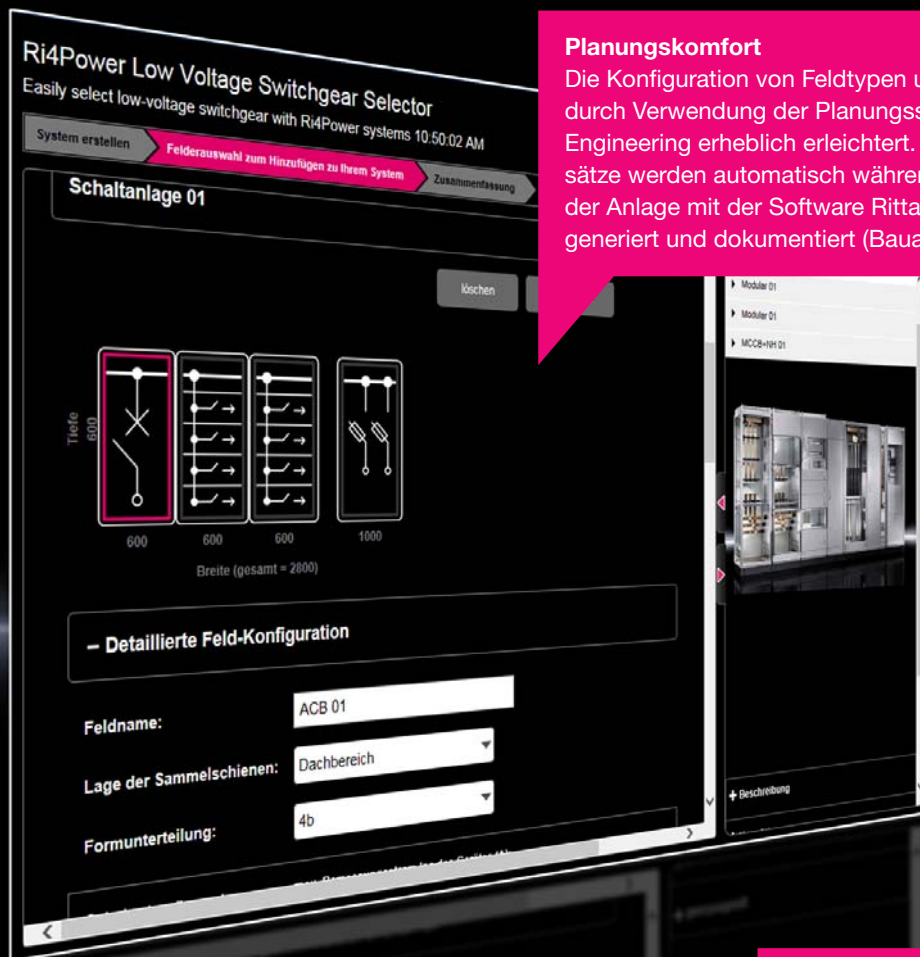 Ri4Power Low Voltage Switchgear Selector
Easily select low-voltage switchgear with Ri4Power systems 10:50:02 AM
System erstellen
Felderauswahl zum Hinzufügen zu Ihrem System
Zusammenfassung
Schaltanlage 01
löschen
Tiefe
600
600
600
600
1000
Breite (gesamt = 2800)
– Detaillierte Feld-Konfiguration
Feldname:
ACB 01
Lage der Sammelschienen:
Dachbereich
Formunterteilung:
4b
Planungskomfort
Die Konfiguration von Feldtypen
durch Verwendung der
Engineering erheblich erleichtert.
sätze werden automatisch
der Anlage mit der Software
generiert und dokumentiert
Modular 01
Modular 01
MCCB+NH 01
+ Beschreibung